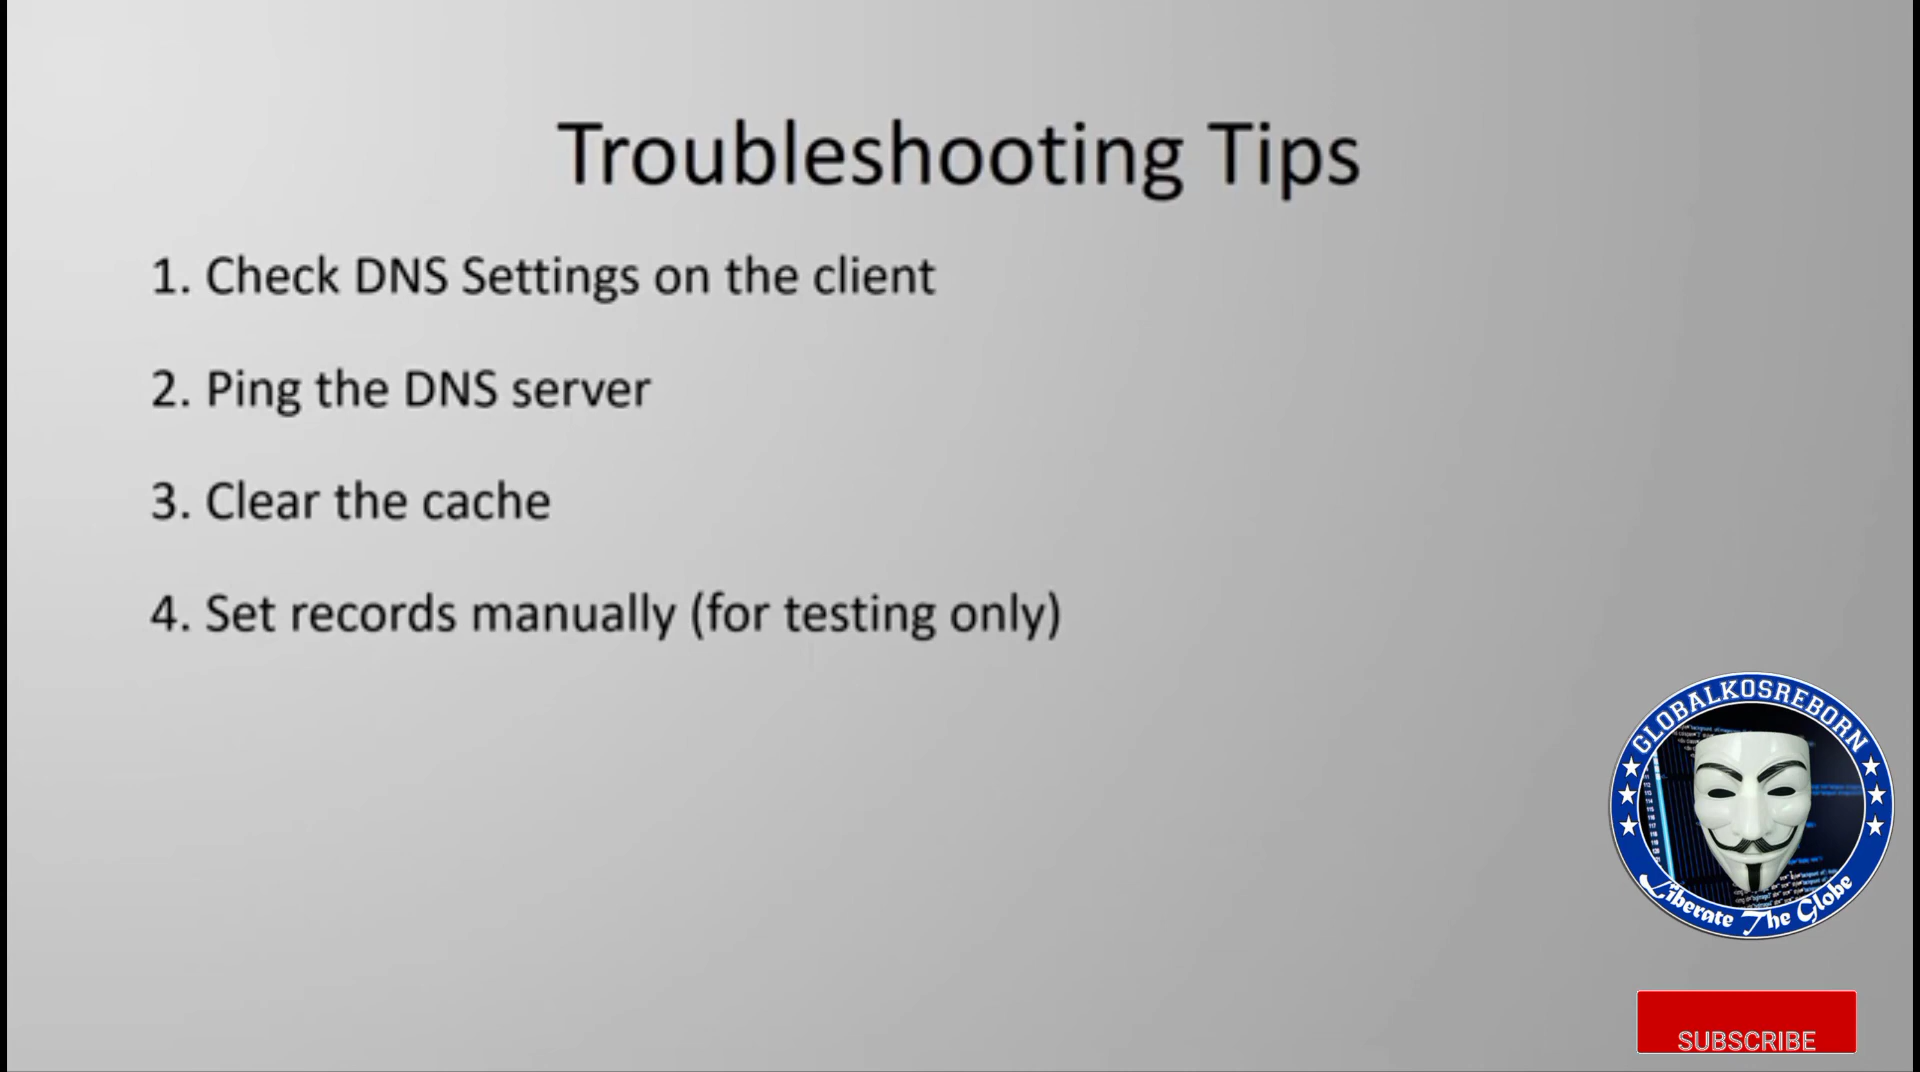 Troubleshooting Tips
1. Check DNS Settings on the client
2. Ping the DNS server
3. Clear the cache
4. Set records manually (for testing only)
GLOBALKOSREBORN
Liberate The Globe
SUBSCRIBE